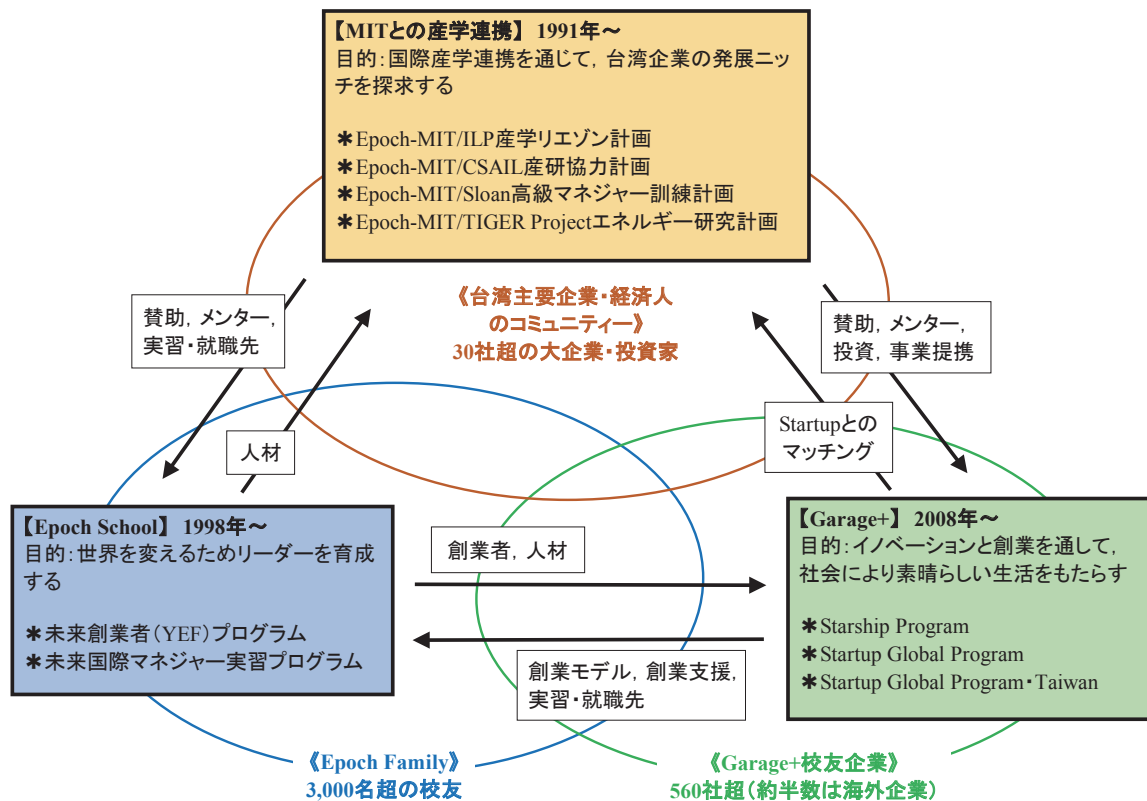 【MITとの産学連携】 1991年～
目的：国際産学連携を通じて，台湾企業の発展ニッ
チを探求する
＊Epoch-MIT/ILP産学リエゾン計画
＊Epoch-MIT/CSAIL産研協力計画
＊Epoch-MIT/Sloan高級マネジャー訓練計画
＊Epoch-MIT/TIGER Projectエネルギー研究計画
《台湾主要企業・経済人
のコミュニティー》
30社超の大企業・投資家
賛助，メンター，
実習・就職先
賛助，メンター，
投資，事業提携
人材
Startupとの
マッチング
【Epoch School】 1998年～
目的：世界を変えるためリーダーを育成
する
＊未来創業者（YEF）プログラム
＊未来国際マネジャー実習プログラム
創業者，人材
創業モデル，創業支援，
実習・就職先
【Garage+】 2008年～
目的：イノベーションと創業を通して，
社会により素晴らしい生活をもたらす
＊Starship Program
＊Startup Global Program
＊Startup Global Program・Taiwan
《Epoch Family》
3,000名超の校友
《Garage+校友企業》
560社超（約半数は海外企業）